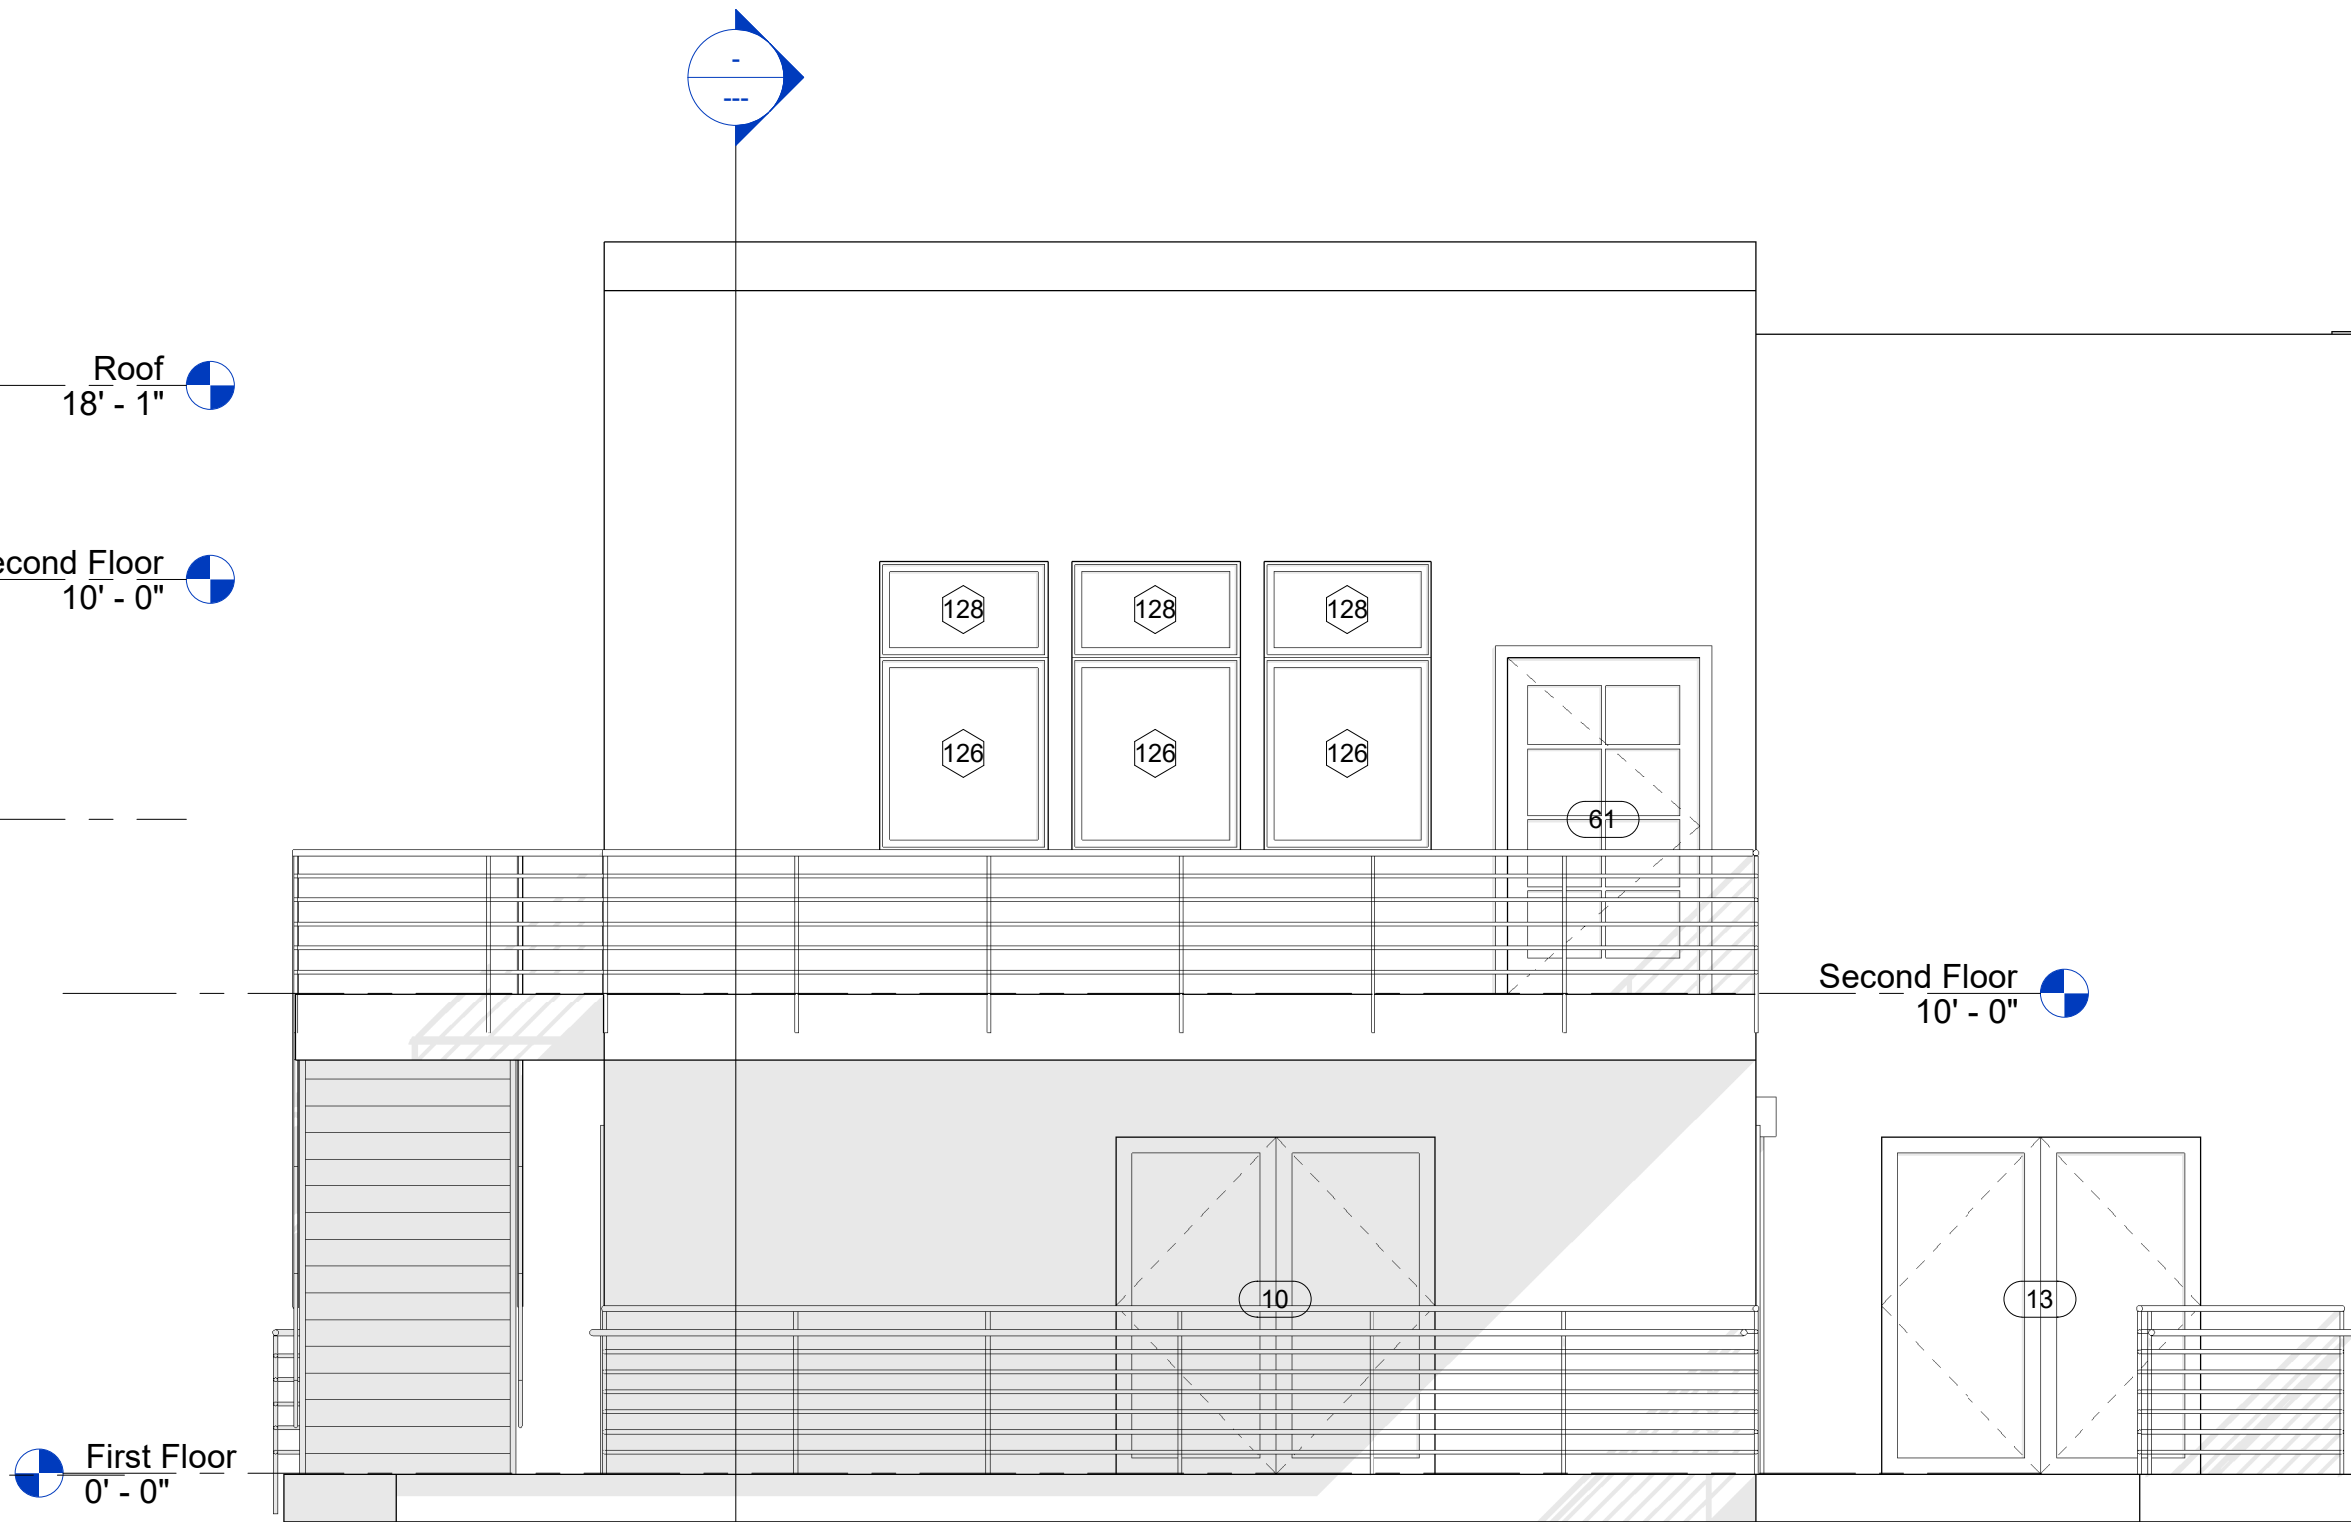 -
---
Roof
18' - 1"
Second Floor
10' - 0"
128
128
128
126
126
126
61
Second Floor
10' - 0"
10
13
First Floor
0' - 0"